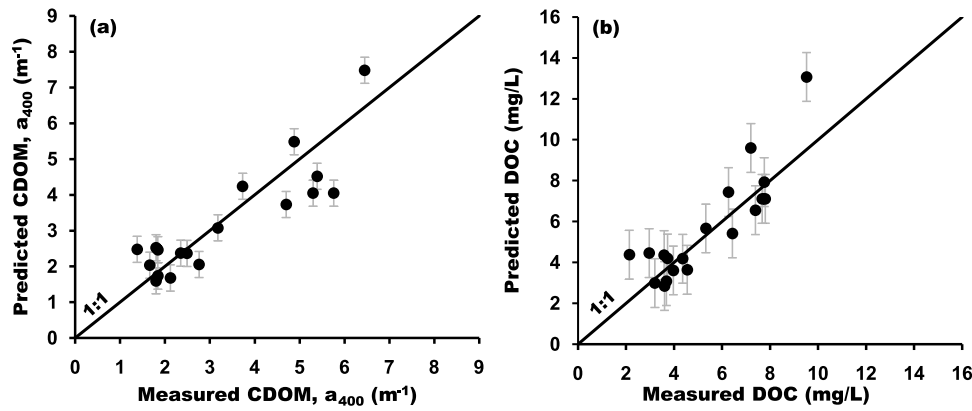 (a)
Predicted CDOM, a400 (m-1)
9
8
7
6
5
4
3
2
1
0
1:1
0 1 2 3 4 5 6 7 8 9
Measured CDOM, a400 (m-1)
(b)
Predicted DOC (mg/L)
16
14
12
10
8
6
4
2
0
1:1
0 2 4 6 8 10 12 14 16
Measured DOC (mg/L)